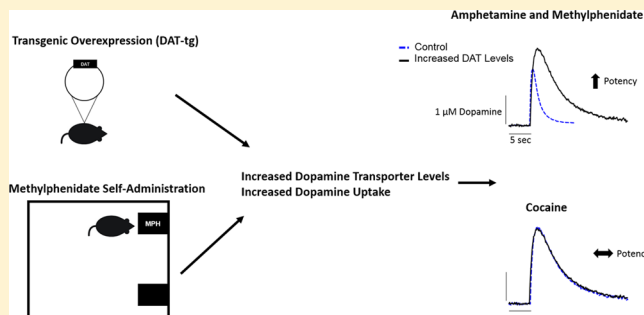 Amphetamine and Methylphenidate
Transgenic Overexpression (DAT-tg)
DAT
Control
Increased DAT Levels
Potency
1 μM Dopamine
5 sec
Methylphenidate Self-Administration
MPH
Increased Dopamine Transporter Levels
Increased Dopamine Uptake
Cocaine
Potenc